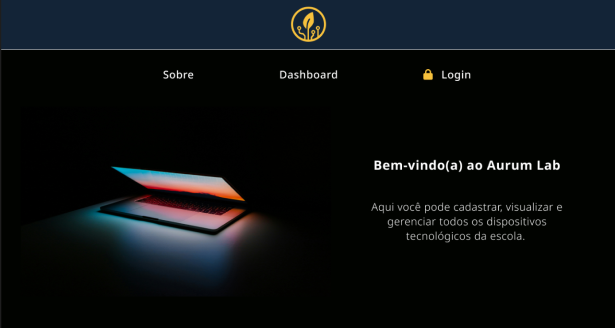 Sobre
Dashboard
Login
Bem-vindo(a) ao Aurum Lab
Aqui você pode cadastrar, visualizar e
gerenciar todos os dispositivos
tecnológicos da escola.